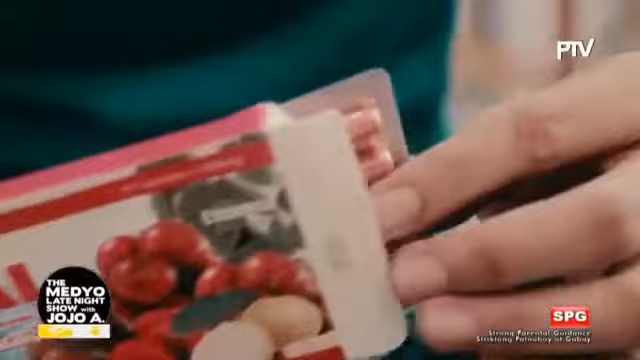 PTV
THE
MEDYO
LATE NIGHT
SHOW with
JOJO A.
SPG
Strong Parental Guidance
Striktong Patnubay at Gabay